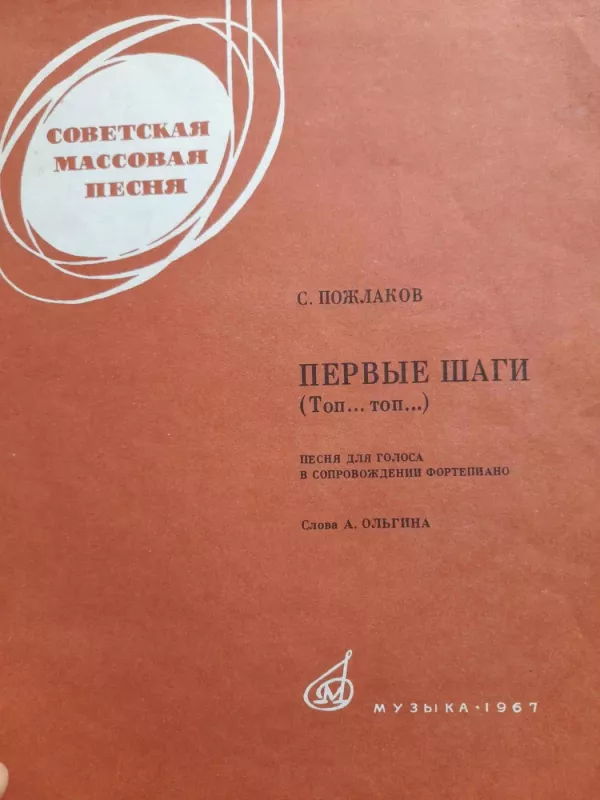 СОВЕТСКАЯ
МАССОВАЯ
ПЕСНЯ
С. ПОЖЛАКОВ
ПЕРВЫЕ ШАГИ
(Топ... топ...)
ПЕСНЯ ДЛЯ ГОЛОСА
В СОПРОВОЖДЕНИИ ФОРТЕПИАНО
Слова А. ОЛЬГИНА
М
МУЗЫКА·1967